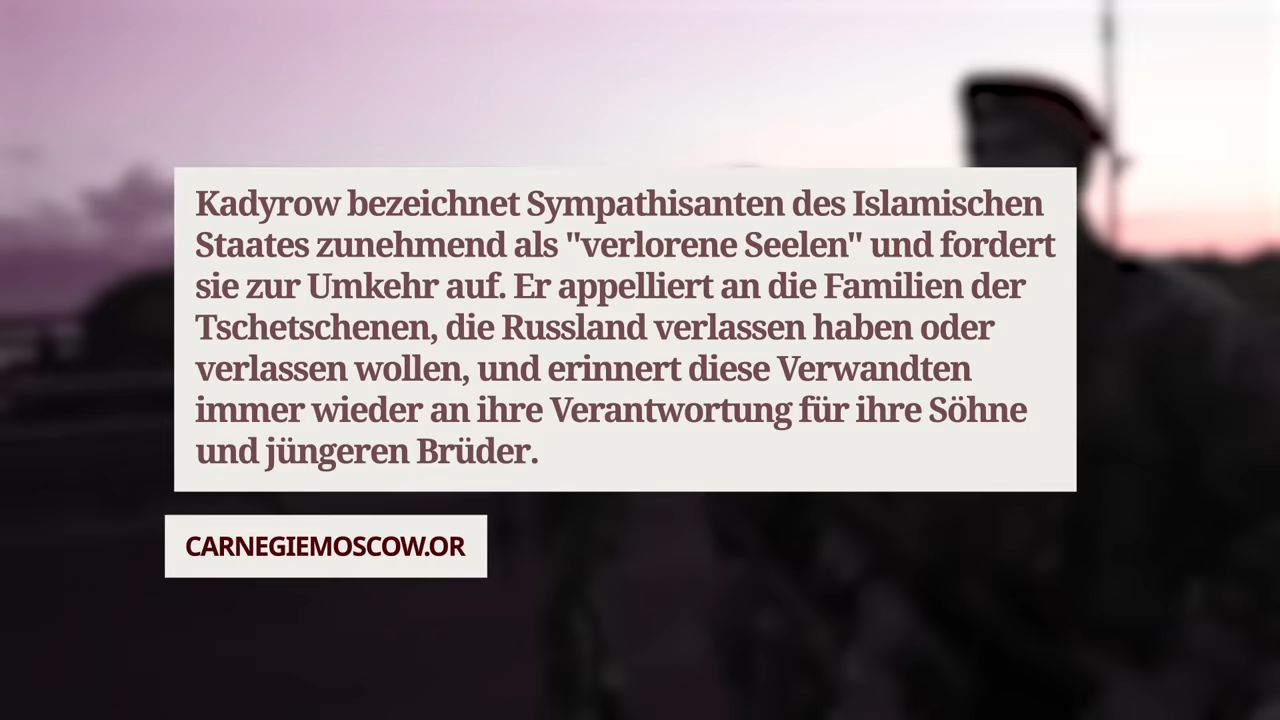 Kadyrow bezeichnet Sympathisanten des Islamischen
Staates zunehmend als "verlorene Seelen" und fordert
sie zur Umkehr auf. Er appelliert an die Familien der
Tschetschenen, die Russland verlassen haben oder
verlassen wollen, und erinnert diese Verwandten
immer wieder an ihre Verantwortung für ihre Söhne
und jüngeren Brüder.
CARNEGIEMOSCOW.OR